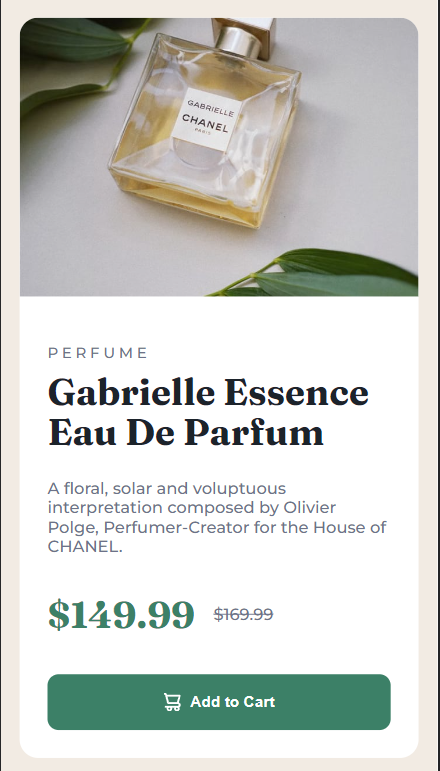 GABRIELLE
CHANEL
PARIS
PERFUME
Gabrielle Essence
Eau De Parfum
A floral, solar and voluptuous
interpretation composed by Olivier
Polge, Perfumer-Creator for the House of
CHANEL.
$149.99 $169.99
Add to Cart